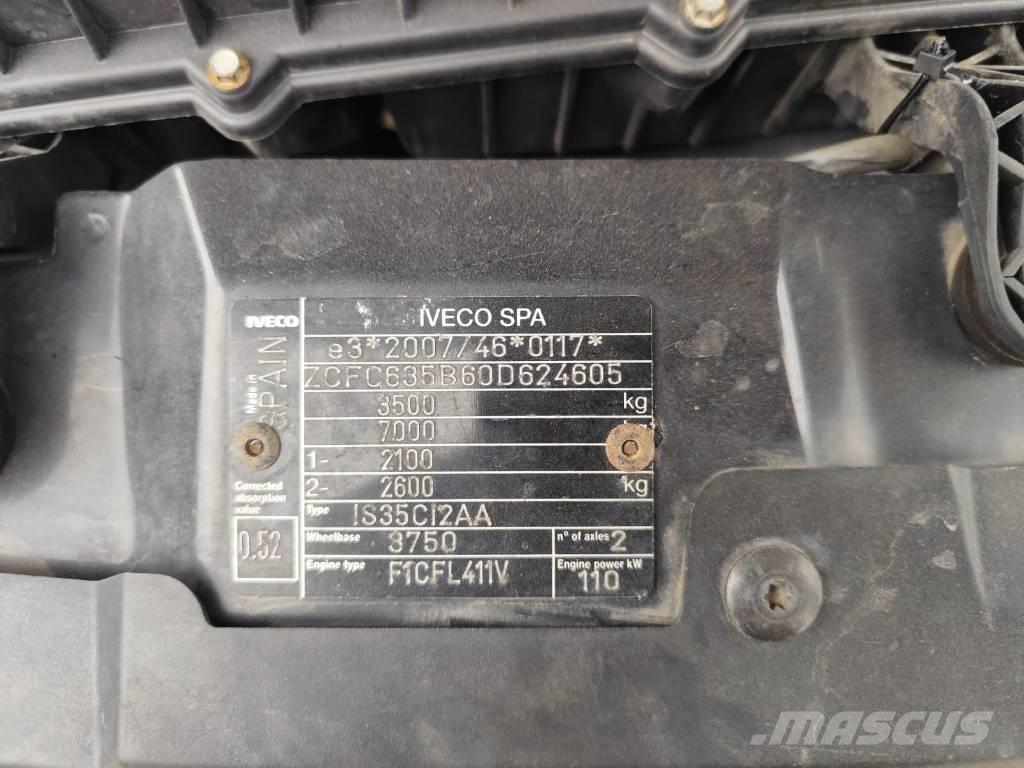 IVECO
Made in
SPAIN
IVECO SPA
e3*2007/46*0117*
ZCFC635B60D624605
3500 kg
7000
1- 2100
2- 2600 kg
Corrected
absorption
value
0.52
Type IS35CI2AA
Wheelbase 3750 n° of axles 2
Engine type F1CFL411V Engine power kW
110
MASCUS